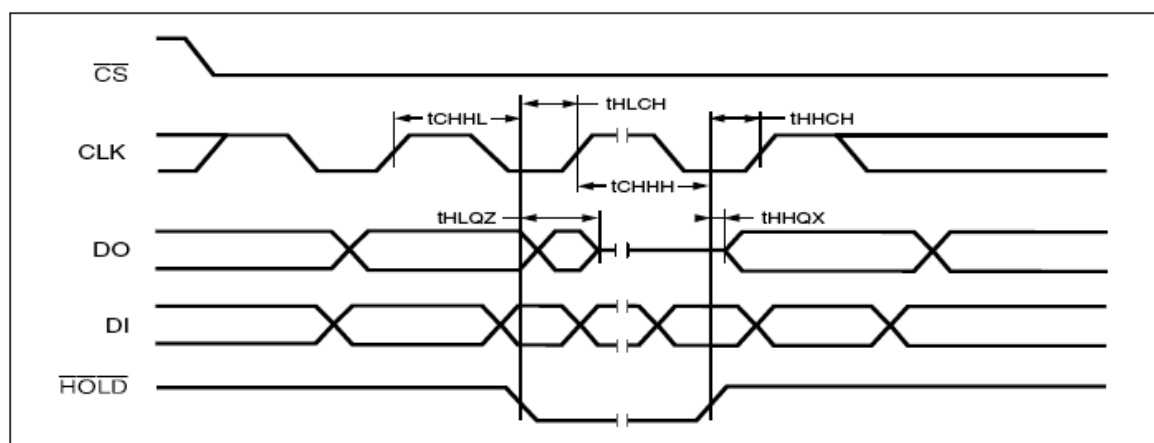 CS
tHLCH
tCHHL
tHHCH
CLK
tCHHH
tHLQZ
tHHQX
DO
DI
HOLD